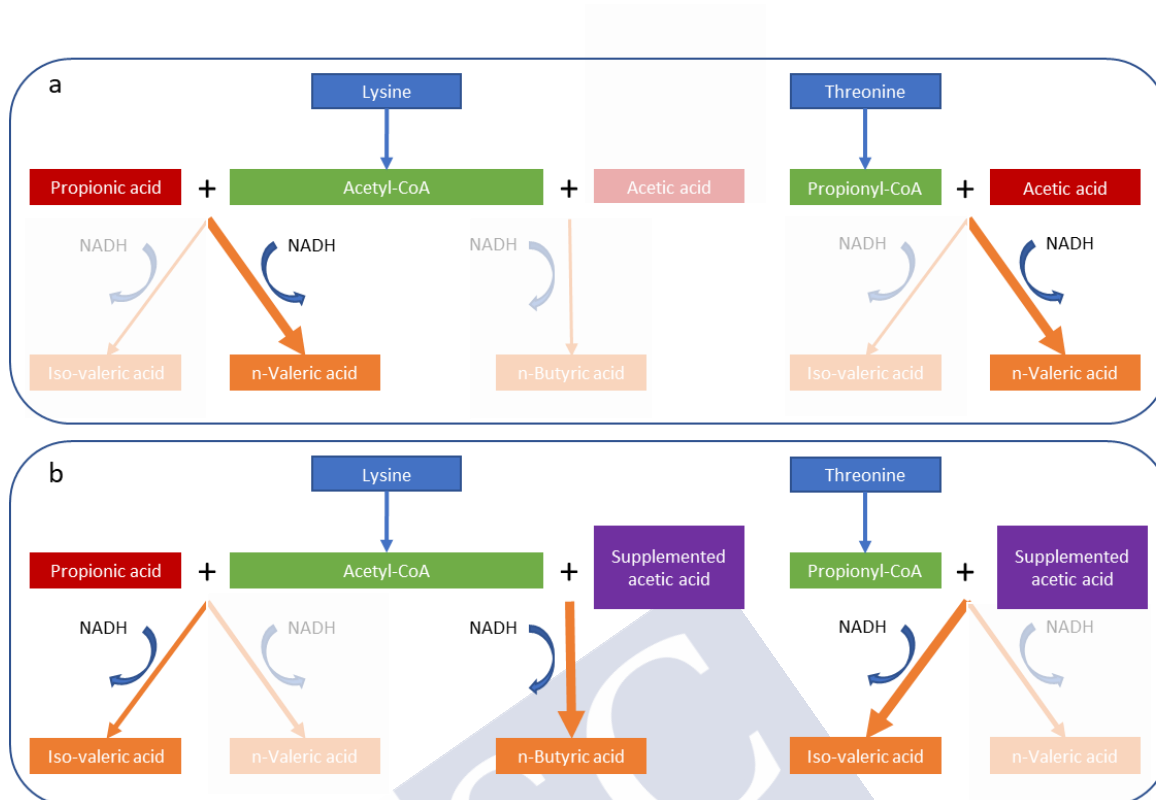 a
Lysine
Threonine
Propionic acid + Acetyl-CoA + Acetic acid
Propionyl-CoA + Acetic acid
NADH NADH NADH NADH NADH
Iso-valeric acid n-Valeric acid n-Butyric acid Iso-valeric acid n-Valeric acid
b
Lysine
Threonine
Propionic acid + Acetyl-CoA + Supplemented
acetic acid
Propionyl-CoA + Supplemented
acetic acid
NADH NADH NADH NADH NADH
Iso-valeric acid n-Valeric acid n-Butyric acid Iso-valeric acid n-Valeric acid